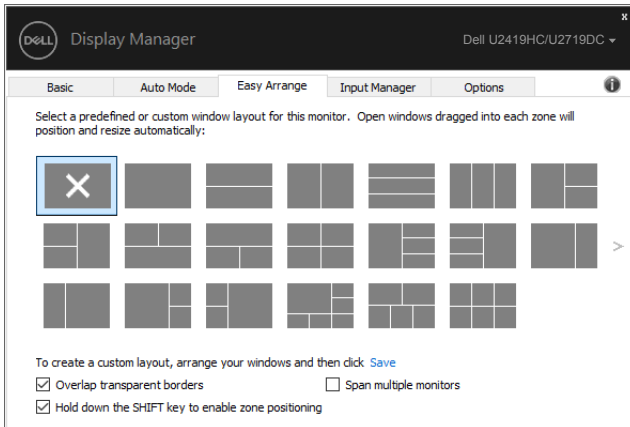 x
DELL Display Manager Dell U2419HC/U2719DC
Basic Auto Mode Easy Arrange Input Manager Options i
Select a predefined or custom window layout for this monitor. Open windows dragged into each zone will
position and resize automatically:
To create a custom layout, arrange your windows and then click Save
Overlap transparent borders Span multiple monitors
Hold down the SHIFT key to enable zone positioning